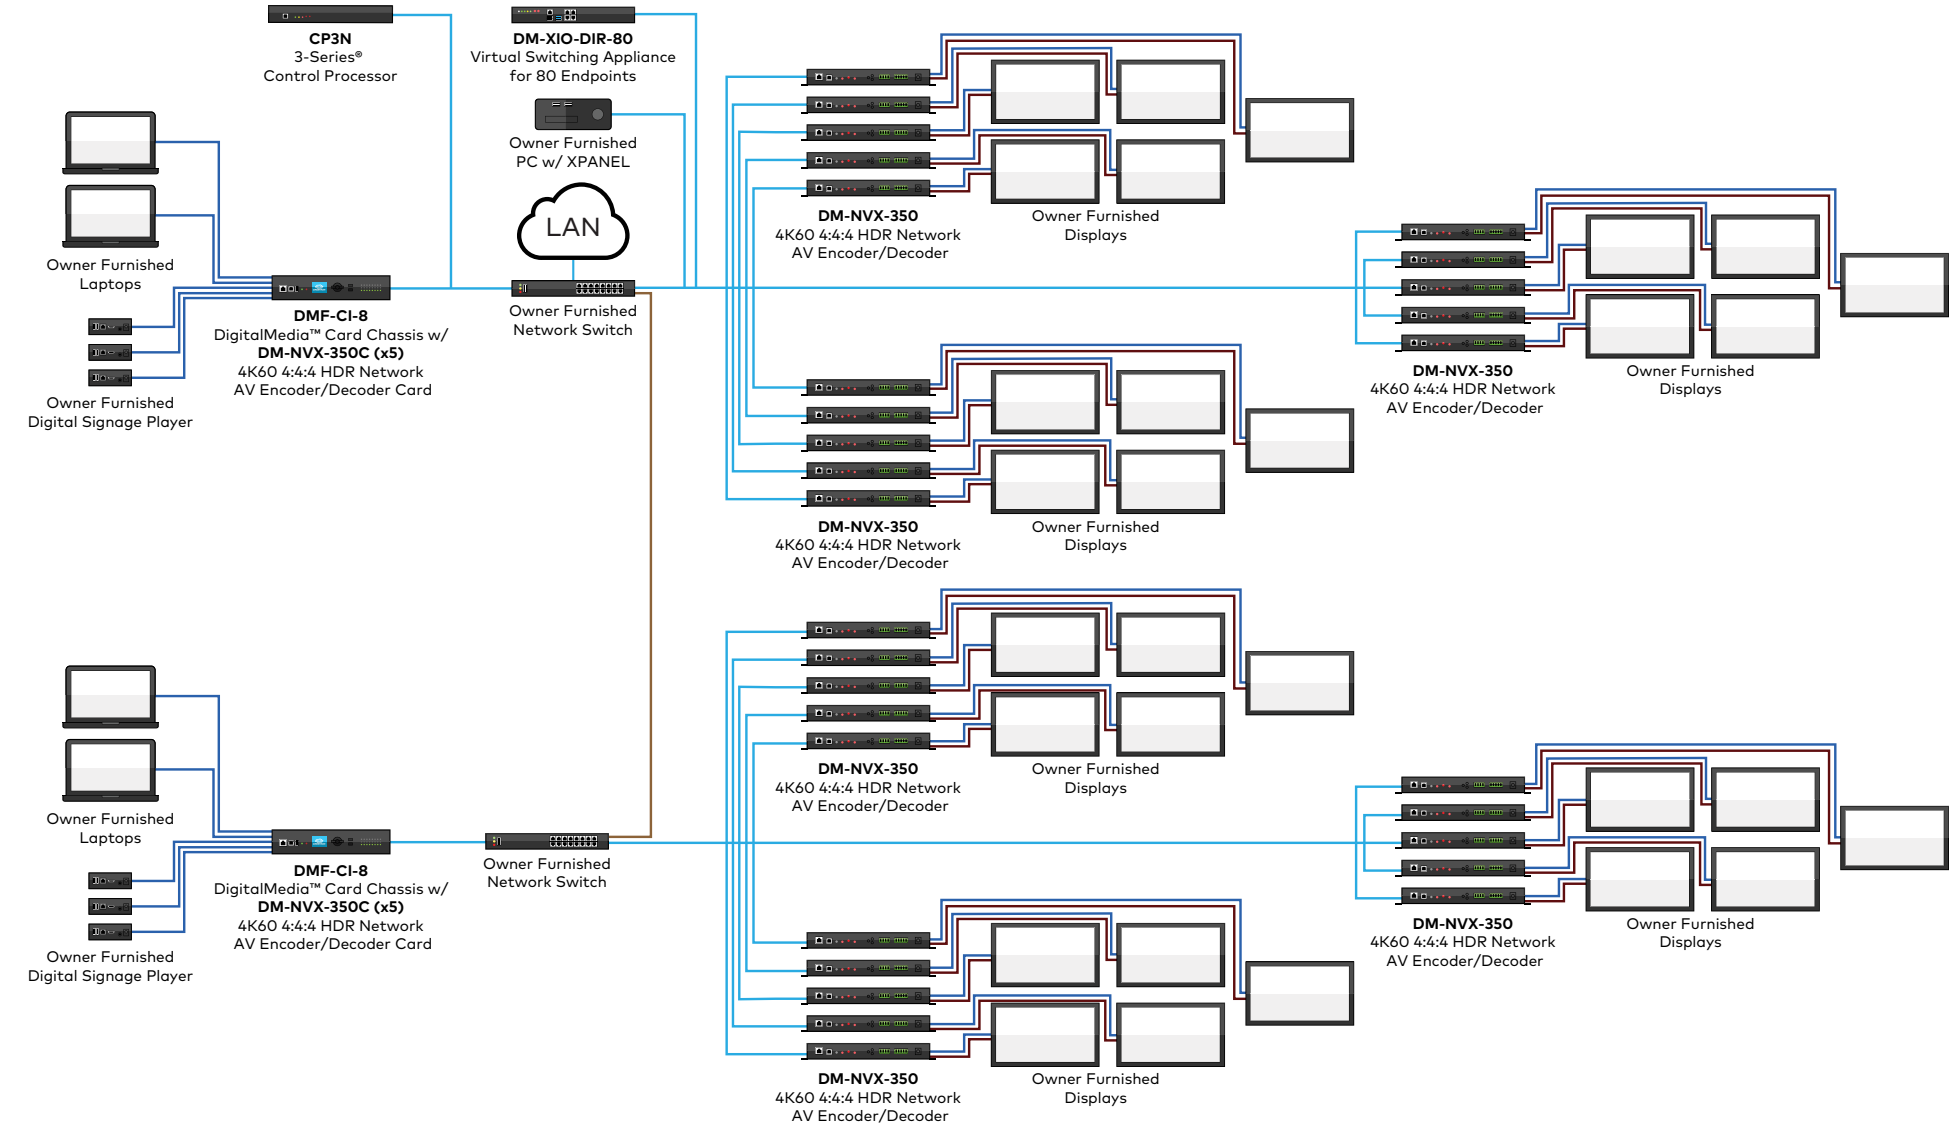 CP3N
3-Series®
Control Processor
DM-XIO-DIR-80
Virtual Switching Appliance
for 80 Endpoints
Owner Furnished
PC w/ XPANEL
LAN
Owner Furnished
Laptops
DMF-CI-8
DigitalMedia™ Card Chassis w/
DM-NVX-350C (x5)
4K60 4:4:4 HDR Network
AV Encoder/Decoder Card
Owner Furnished
Digital Signage Player
Owner Furnished
Network Switch
DM-NVX-350
4K60 4:4:4 HDR Network
AV Encoder/Decoder
Owner Furnished
Displays
DM-NVX-350
4K60 4:4:4 HDR Network
AV Encoder/Decoder
Owner Furnished
Displays
DM-NVX-350
4K60 4:4:4 HDR Network
AV Encoder/Decoder
Owner Furnished
Displays
Owner Furnished
Laptops
DMF-CI-8
DigitalMedia™ Card Chassis w/
DM-NVX-350C (x5)
4K60 4:4:4 HDR Network
AV Encoder/Decoder Card
Owner Furnished
Digital Signage Player
Owner Furnished
Network Switch
DM-NVX-350
4K60 4:4:4 HDR Network
AV Encoder/Decoder
Owner Furnished
Displays
DM-NVX-350
4K60 4:4:4 HDR Network
AV Encoder/Decoder
Owner Furnished
Displays
DM-NVX-350
4K60 4:4:4 HDR Network
AV Encoder/Decoder
Owner Furnished
Displays